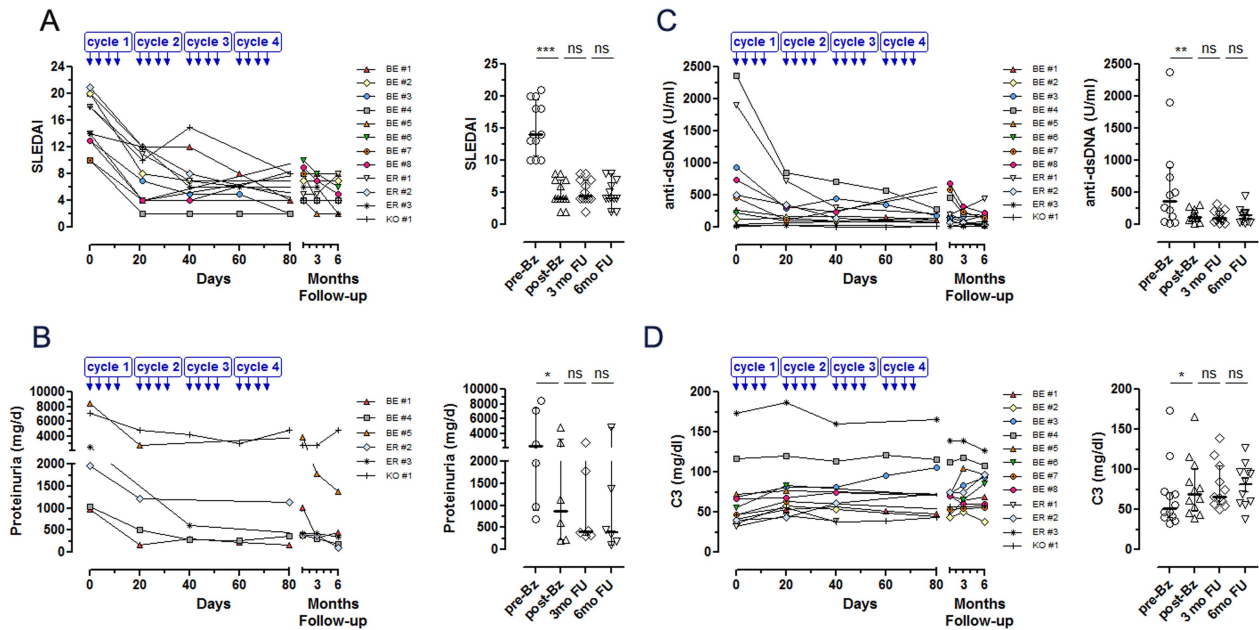 A
cycle 1 cycle 2 cycle 3 cycle 4
SLEDAI
24
20
16
12
8
4
0
0 20 40 60 80 3 6
Days Months
Follow-up
BE #1
BE #2
BE #3
BE #4
BE #5
BE #6
BE #7
BE #8
ER #1
ER #2
ER #3
KO #1
*** ns ns
SLEDAI
25
20
15
10
5
0
pre-Bz post-Bz 3 mo FU 6mo FU
C
cycle 1 cycle 2 cycle 3 cycle 4
anti-dsDNA (U/ml)
2500
2000
1500
1000
500
0
0 20 40 60 80 3 6
Days Months
Follow-up
BE #1
BE #2
BE #3
BE #4
BE #5
BE #6
BE #7
BE #8
ER #1
ER #2
ER #3
KO #1
** ns ns
anti-dsDNA (U/ml)
2500
2000
1500
1000
500
0
pre-Bz post-Bz 3 mo FU 6mo FU
B
cycle 1 cycle 2 cycle 3 cycle 4
Proteinuria (mg/d)
10000
8000
6000
4000
2000
1500
1000
500
0
0 20 40 60 80 3 6
Days Months
Follow-up
BE #1
BE #4
BE #5
ER #2
ER #3
KO #1
* ns ns
Proteinuria (mg/d)
10000
8000
6000
4000
2000
1500
1000
500
0
pre-Bz post-Bz 3mo FU 6mo FU
D
cycle 1 cycle 2 cycle 3 cycle 4
C3 (mg/dl)
200
150
100
50
0
0 20 40 60 80 3 6
Days Months
Follow-up
BE #1
BE #2
BE #3
BE #4
BE #5
BE #6
BE #7
BE #8
ER #1
ER #2
ER #3
KO #1
* ns ns
C3 (mg/dl)
200
150
100
50
0
pre-Bz post-Bz 3 mo FU 6mo FU